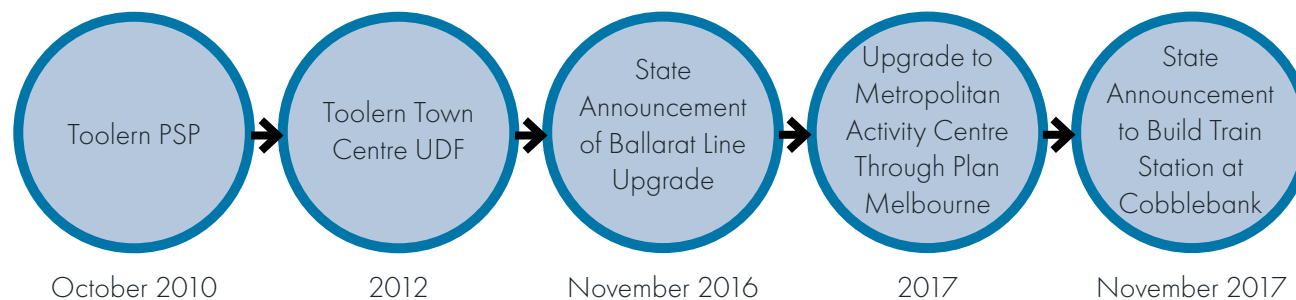 Toolern PSP
Toolern Town
Centre UDF
State
Announcement
of Ballarat Line
Upgrade
Upgrade to
Metropolitan
Activity Centre
Through Plan
Melbourne
State
Announcement
to Build Train
Station at
Cobblebank
October 2010
2012
November 2016
2017
November 2017